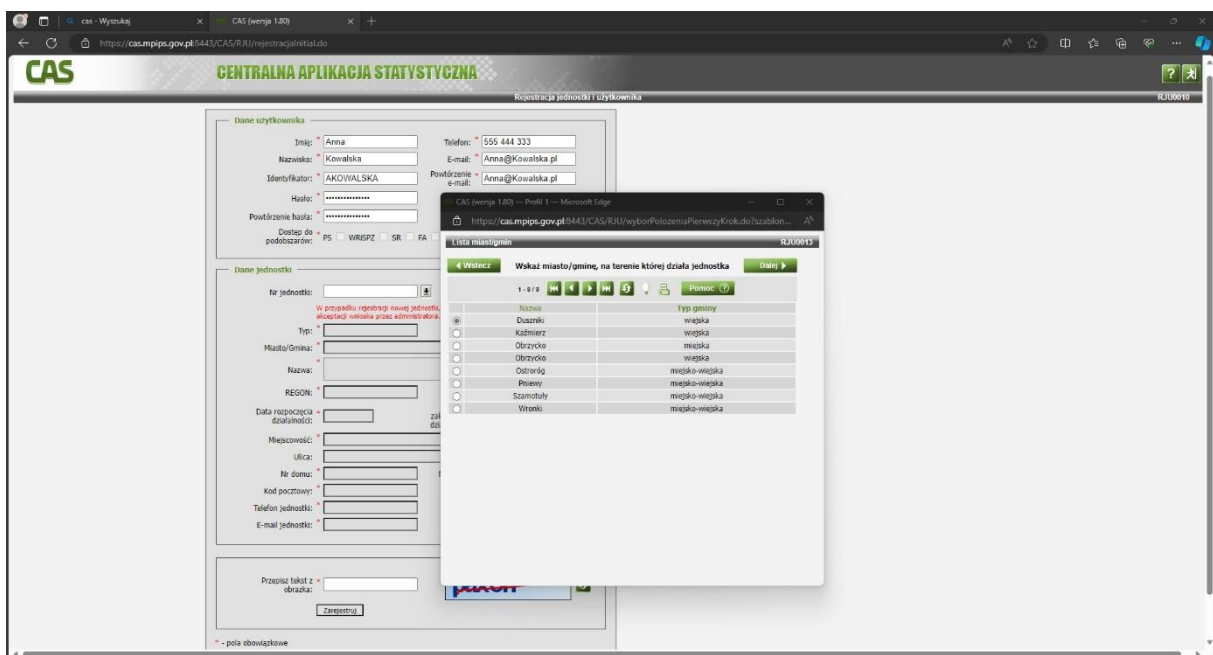 cas - Wyszukaj
CAS (wersja 1.80)
https://cas.mpips.gov.pl:8443/CAS/RJU/rejestracjaInitial.do
CAS CENTRALNA APLIKACJA STATYSTYCZNA
Rejestracja jednostki i użytkownika RJU0010
Dane użytkownika
Imię: * Anna Telefon: * 555 444 333
Nazwisko: * Kowalska E-mail: * Anna@Kowalska.pl
Identyfikator: * AKOWALSKA Powtórzenie e-mail: * Anna@Kowalska.pl
Hasło: * •••••••••••••••
Powtórzenie hasła: * •••••••••••••••
Dostęp do podobszarów: * PS WRiSPZ SR FA
Dane jednostki
Nr jednostki:
W przypadku rejestracji nowej jednostki,
akceptacji wniosku przez administratora.
Typ: *
Miasto/Gmina: *
Nazwa: *
REGON: *
Data rozpoczęcia działalności: *
Miejscowość: *
Ulica:
Nr domu: *
Kod pocztowy: *
Telefon jednostki: *
E-mail jednostki: *
Przepisz tekst z obrazka: *
Zarejestruj
* - pola obowiązkowe
CAS (wersja 1.80) — Profil 1 — Microsoft Edge
https://cas.mpips.gov.pl:8443/CAS/RJU/wyborPolozeniaPierwszyKrok.do?szablon...
Lista miast/gmin RJU0013
Wstecz Wskaż miasto/gminę, na terenie której działa jednostka Dalej
1 - 8 / 8 Pomoc ?
Nazwa Typ gminy
Duszniki wiejska
Kaźmierz wiejska
Obrzycko miejska
Obrzycko wiejska
Ostroróg miejsko-wiejska
Pniewy miejsko-wiejska
Szamotuły miejsko-wiejska
Wronki miejsko-wiejska